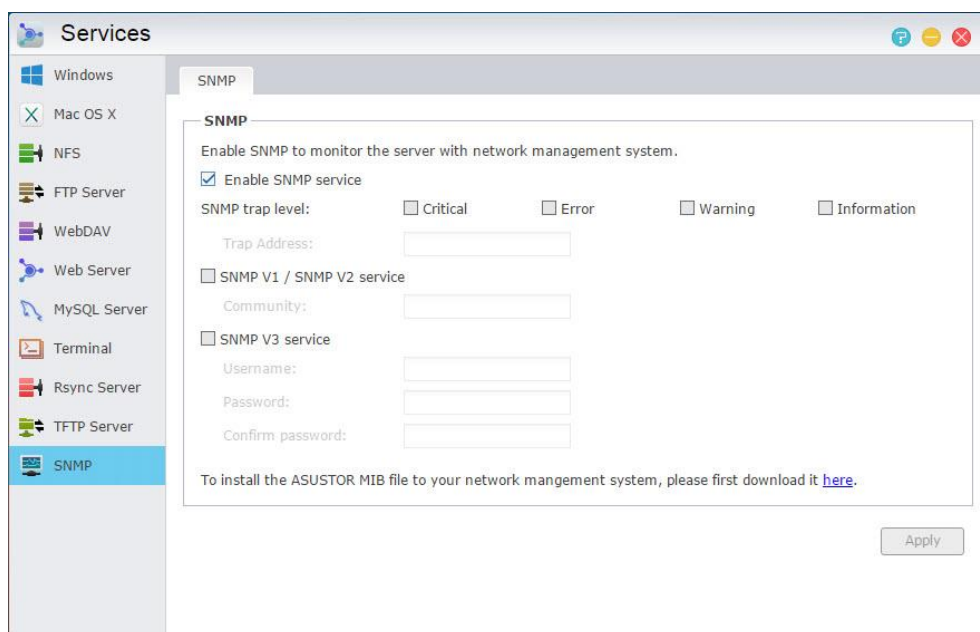 Services
Windows
Mac OS X
NFS
FTP Server
WebDAV
Web Server
MySQL Server
Terminal
Rsync Server
TFTP Server
SNMP
SNMP
SNMP
Enable SNMP to monitor the server with network management system.
Enable SNMP service
SNMP trap level: Critical Error Warning Information
Trap Address:
SNMP V1 / SNMP V2 service
Community:
SNMP V3 service
Username:
Password:
Confirm password:
To install the ASUSTOR MIB file to your network mangement system, please first download it here.
Apply